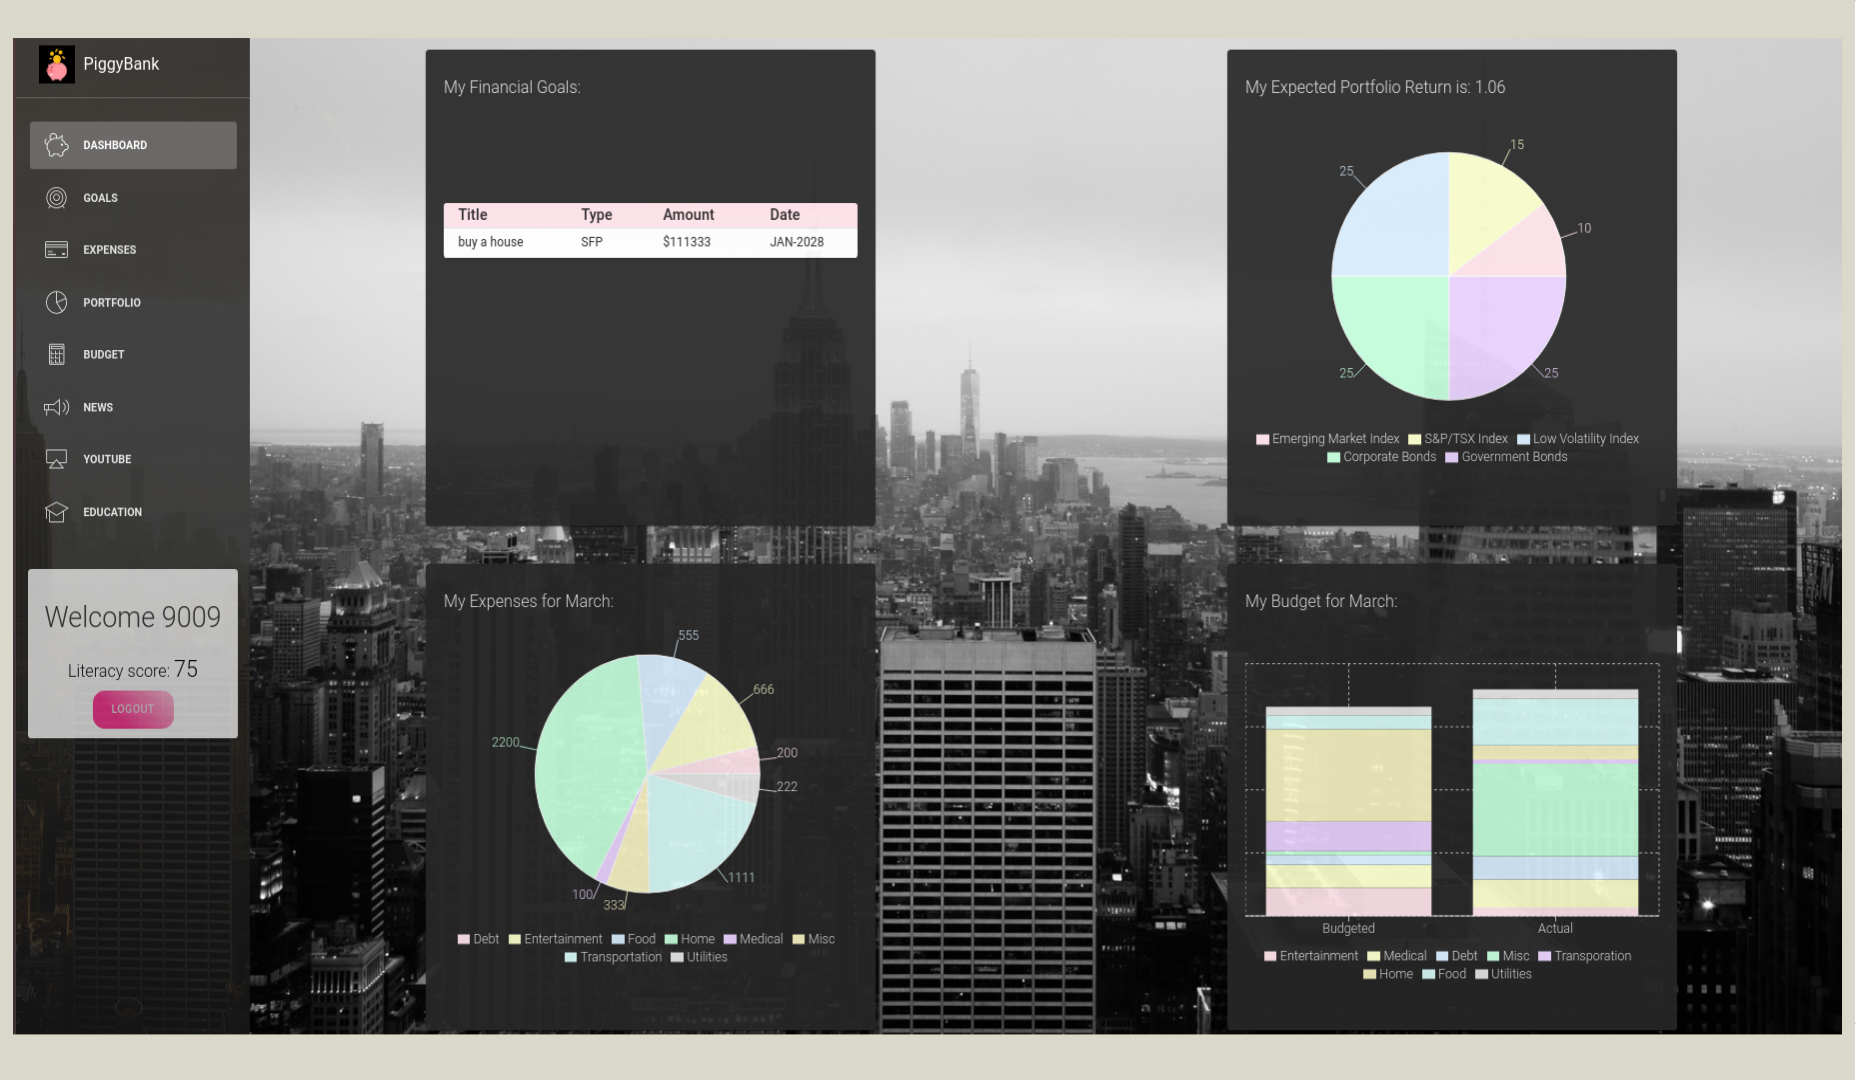 PiggyBank
DASHBOARD
GOALS
EXPENSES
PORTFOLIO
BUDGET
NEWS
YOUTUBE
EDUCATION
Welcome 9009
Literacy score: 75
LOGOUT
My Financial Goals:
Title Type Amount Date
buy a house SFP $111333 JAN-2028
My Expected Portfolio Return is: 1.06
15
25
10
25
25
Emerging Market Index S&P/TSX Index Low Volatility Index
Corporate Bonds Government Bonds
My Expenses for March:
555
666
2200
200
222
1111
100
333
Debt Entertainment Food Home Medical Misc
Transportation Utilities
My Budget for March:
Budgeted Actual
Entertainment Medical Debt Misc Transporation
Home Food Utilities